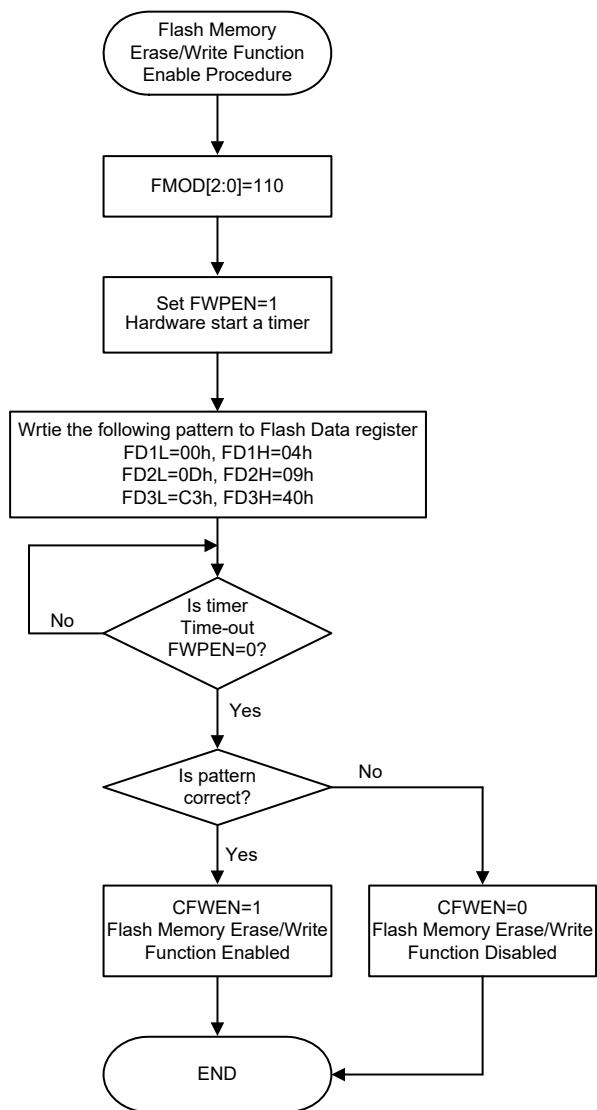 Flash Memory
Erase/Write Function
Enable Procedure
FMOD[2:0]=110
Set FWPEN=1
Hardware start a timer
Wrtie the following pattern to Flash Data register
FD1L=00h, FD1H=04h
FD2L=0Dh, FD2H=09h
FD3L=C3h, FD3H=40h
Is timer
Time-out
FWPEN=0?
No
Yes
Is pattern
correct?
No
Yes
CFWEN=1
Flash Memory Erase/Write
Function Enabled
CFWEN=0
Flash Memory Erase/Write
Function Disabled
END